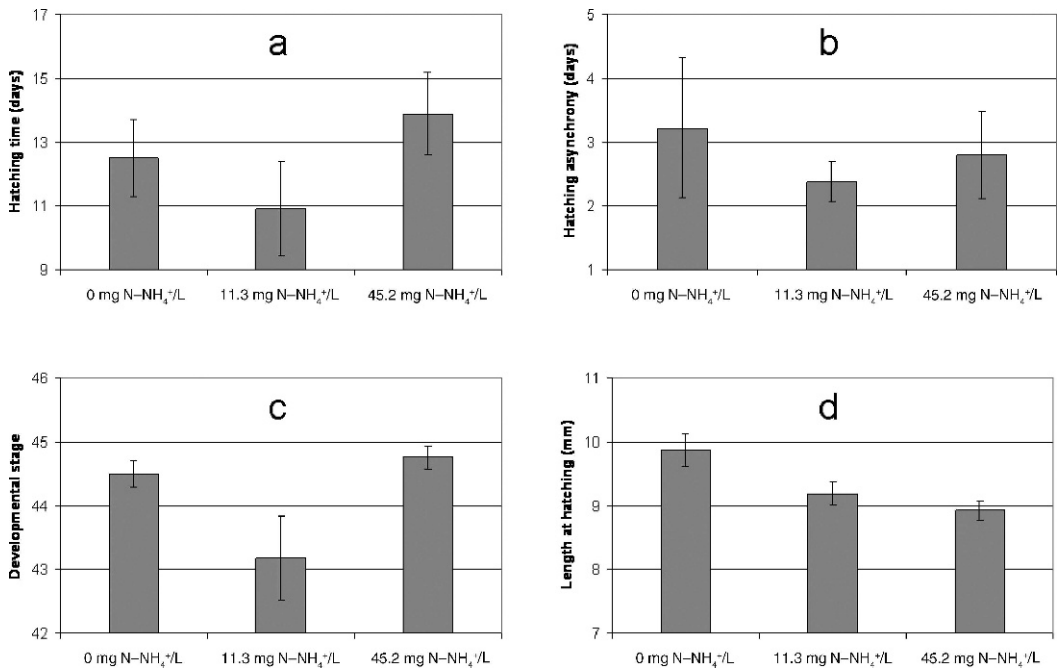 17
15
13
11
9
Hatching time (days)
a
0 mg N–NH₄⁺/L 11.3 mg N–NH₄⁺/L 45.2 mg N–NH₄⁺/L
5
4
3
2
1
Hatching asynchrony (days)
b
0 mg N–NH₄⁺/L 11.3 mg N–NH₄⁺/L 45.2 mg N–NH₄⁺/L
46
45
44
43
42
Developmental stage
c
0 mg N–NH₄⁺/L 11.3 mg N–NH₄⁺/L 45.2 mg N–NH₄⁺/L
11
10
9
8
7
Length at hatching (mm)
d
0 mg N–NH₄⁺/L 11.3 mg N–NH₄⁺/L 45.2 mg N–NH₄⁺/L